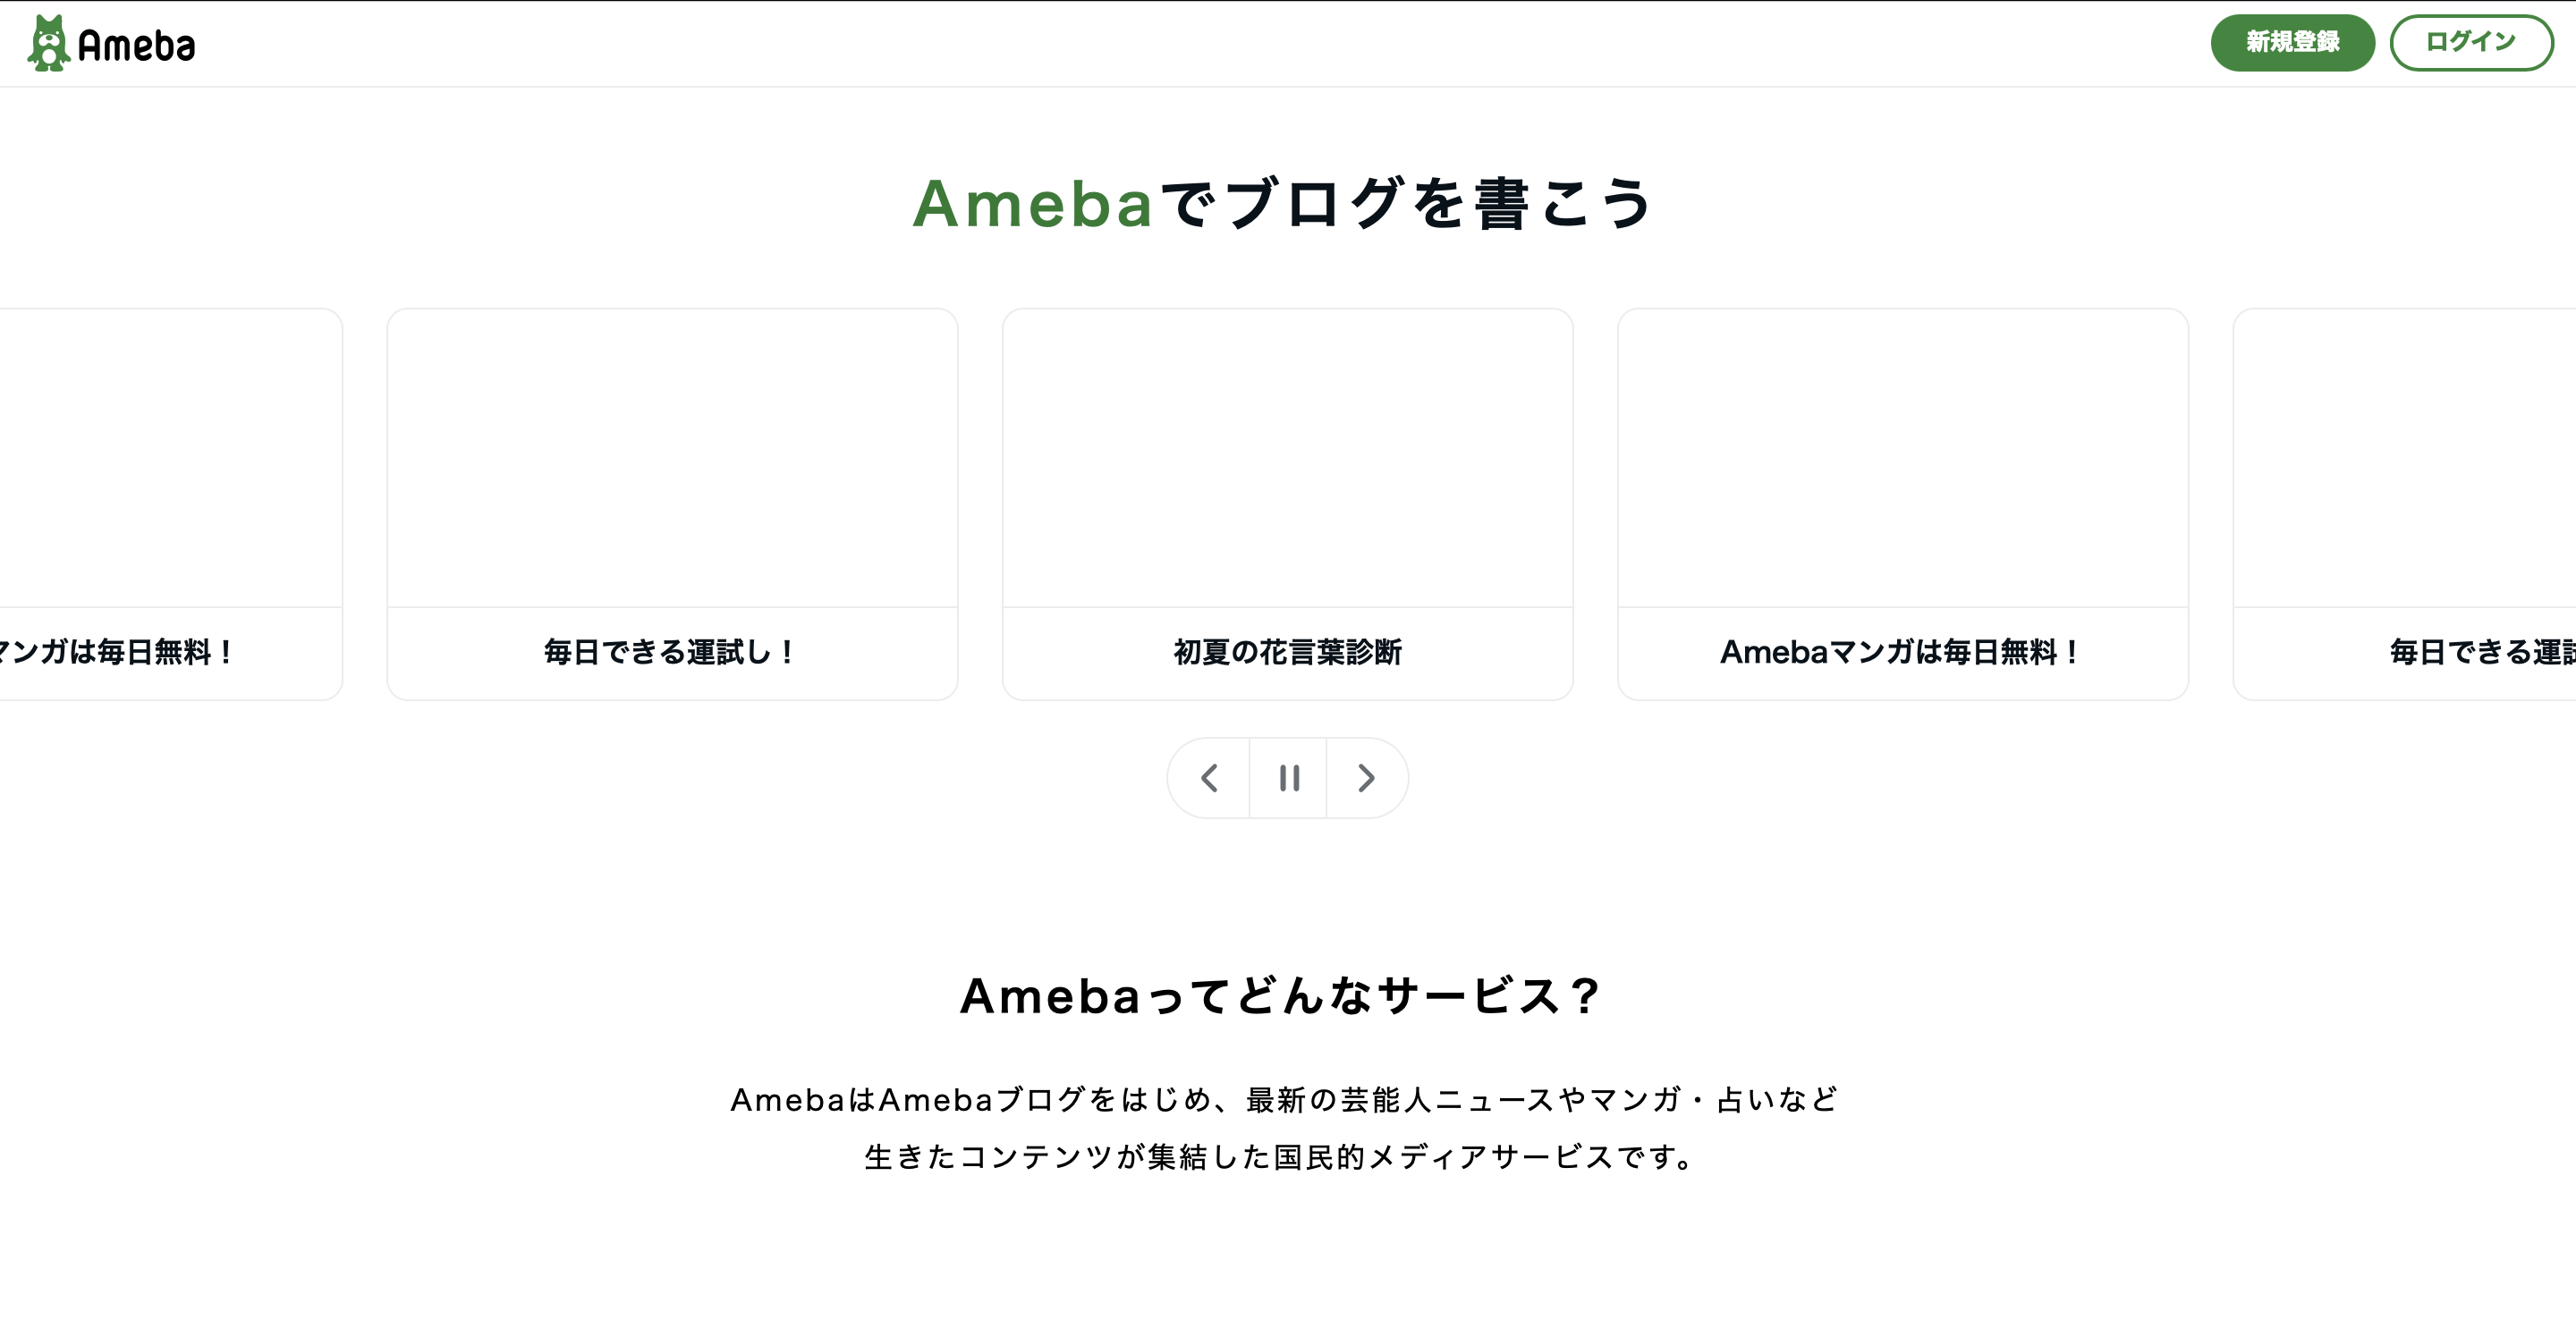 Ameba
新規登録
ログイン
Amebaでブログを書こう
マンガは毎日無料！
毎日できる運試し！
初夏の花言葉診断
Amebaマンガは毎日無料！
毎日できる運試
Amebaってどんなサービス？
AmebaはAmebaブログをはじめ、最新の芸能人ニュースやマンガ・占いなど
生きたコンテンツが集結した国民的メディアサービスです。